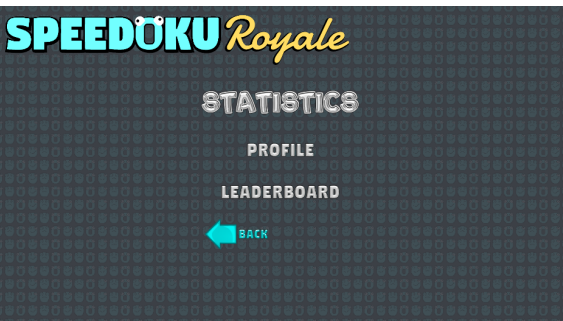 SPEEDOKU Royale
STATISTICS
PROFILE
LEADERBOARD
BACK